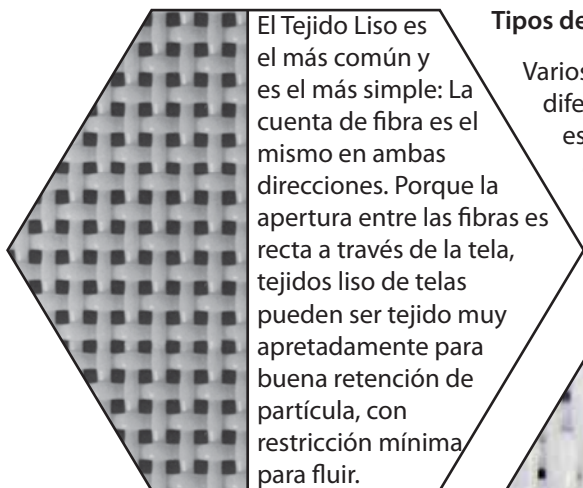 El Tejido Liso es
el más común y
es el más simple: La
cuenta de fibra es el
mismo en ambas
direcciones. Porque la
apertura entre las fibras es
recta a través de la tela,
tejidos liso de telas
pueden ser tejido muy
apretadamente para
buena retención de
partícula, con
restricción mínima
para fluir.
Tipos de
Varios
dife
es